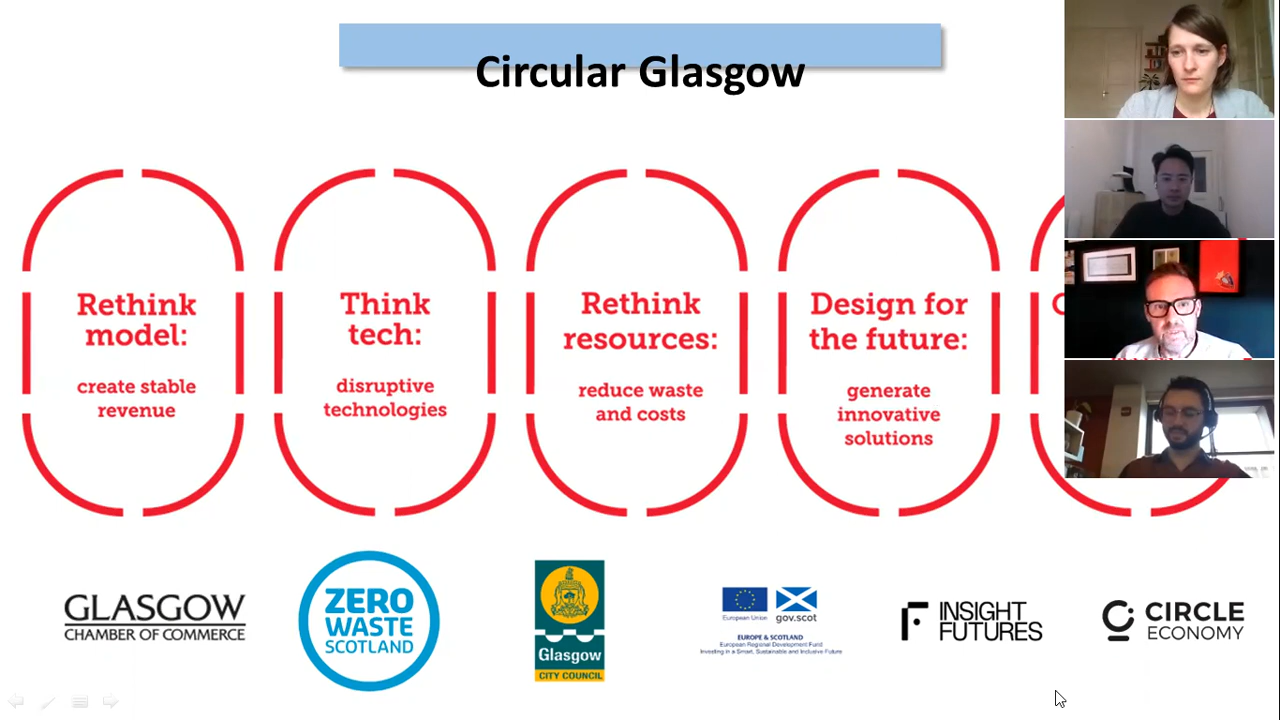 Circular Glasgow
Rethink
model:
create stable
revenue
Think
tech:
disruptive
technologies
Rethink
resources:
reduce waste
and costs
Design for
the future:
generate
innovative
solutions
GLASGOW
CHAMBER OF COMMERCE
ZERO
WASTE
SCOTLAND
Glasgow
CITY COUNCIL
European Union
gov.scot
EUROPE & SCOTLAND
European Regional Development Fund
Investing in a Smart, Sustainable and Inclusive Future
INSIGHT
FUTURES
CIRCLE
ECONOMY